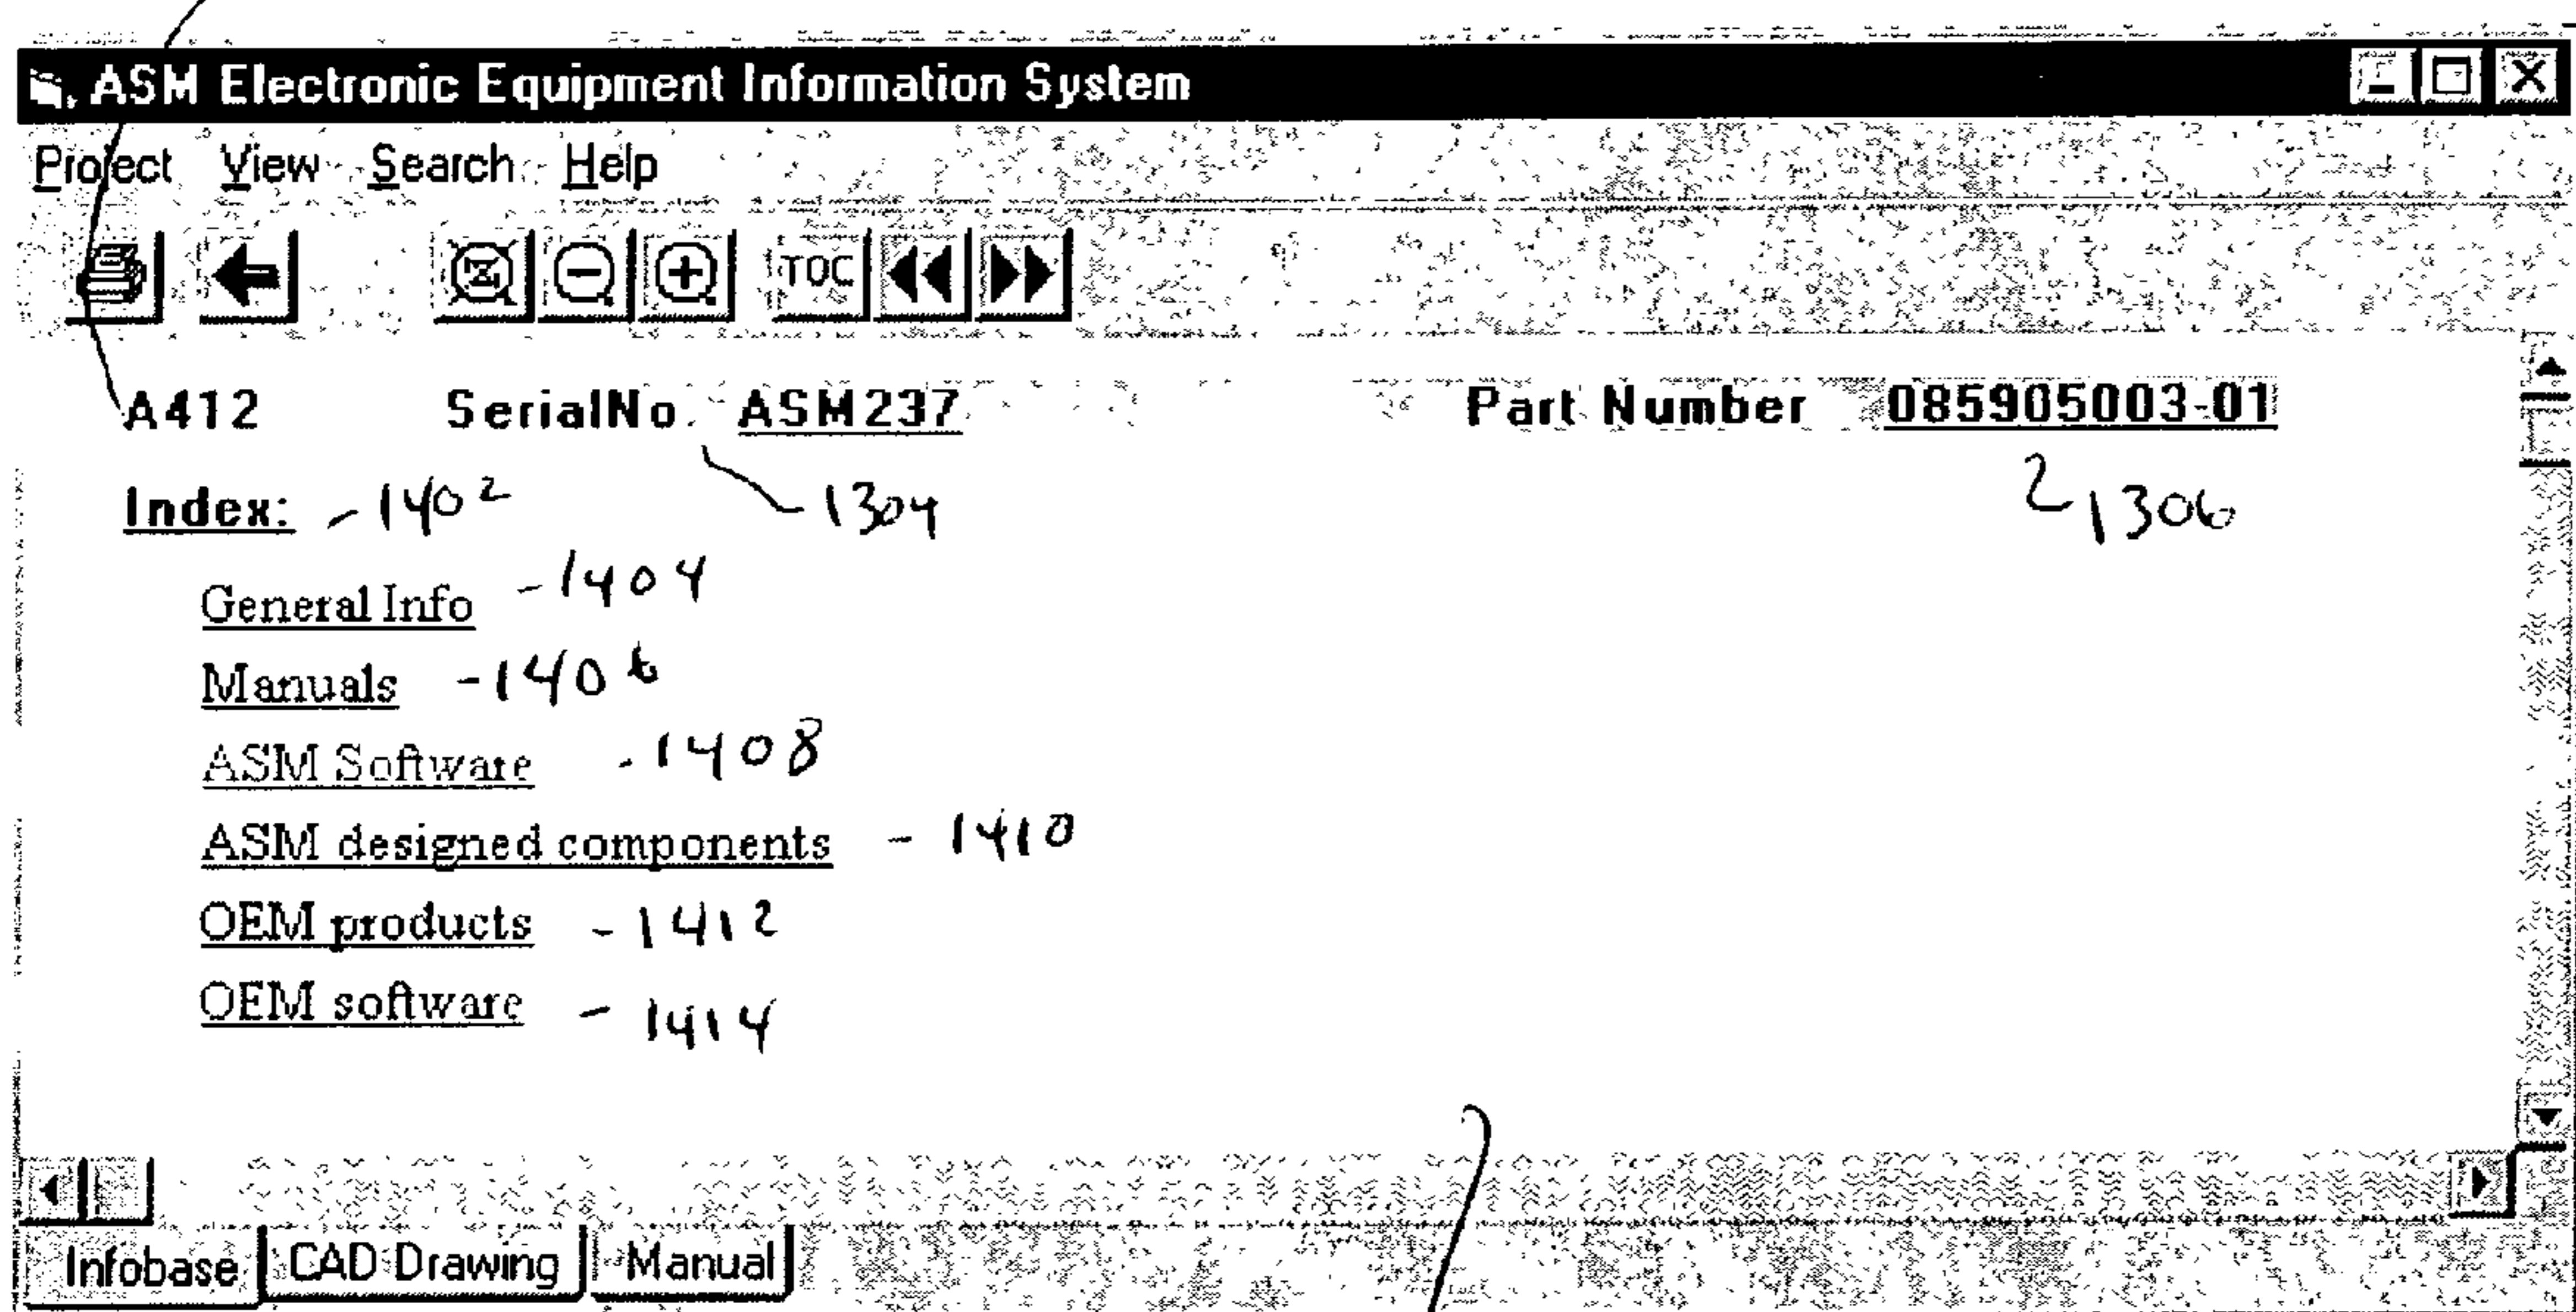 ASM Electronic Equipment Information System
Project View Search Help
TOC
A412 SerialNo. ASM237 Part Number 085905003-01
Index: - 1402 1304 1306
General Info - 1404
Manuals - 1406
ASM Software - 1408
ASM designed components - 1410
OEM products - 1412
OEM software - 1414
Infobase CAD Drawing Manual